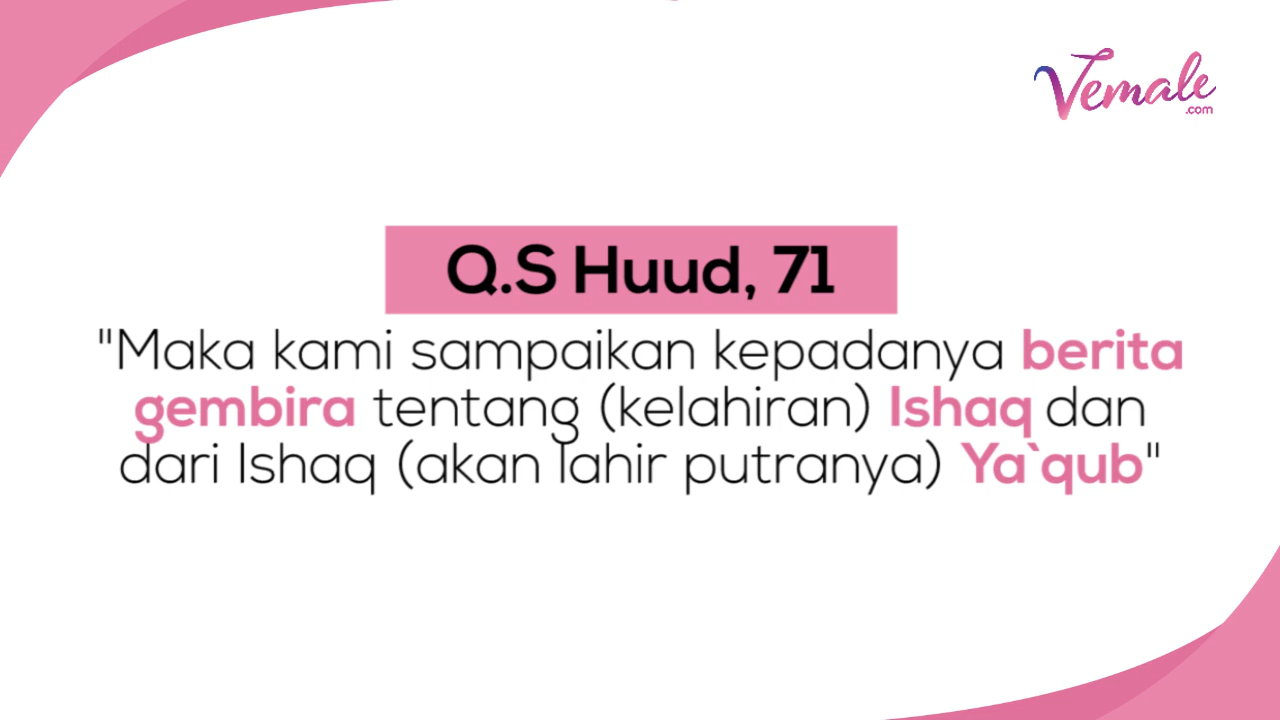 Vemale
.com
Q.S Huud, 71
"Maka kami sampaikan kepadanya berita
gembira tentang (kelahiran) Ishaq dan
dari Ishaq (akan lahir putranya) Ya`qub"